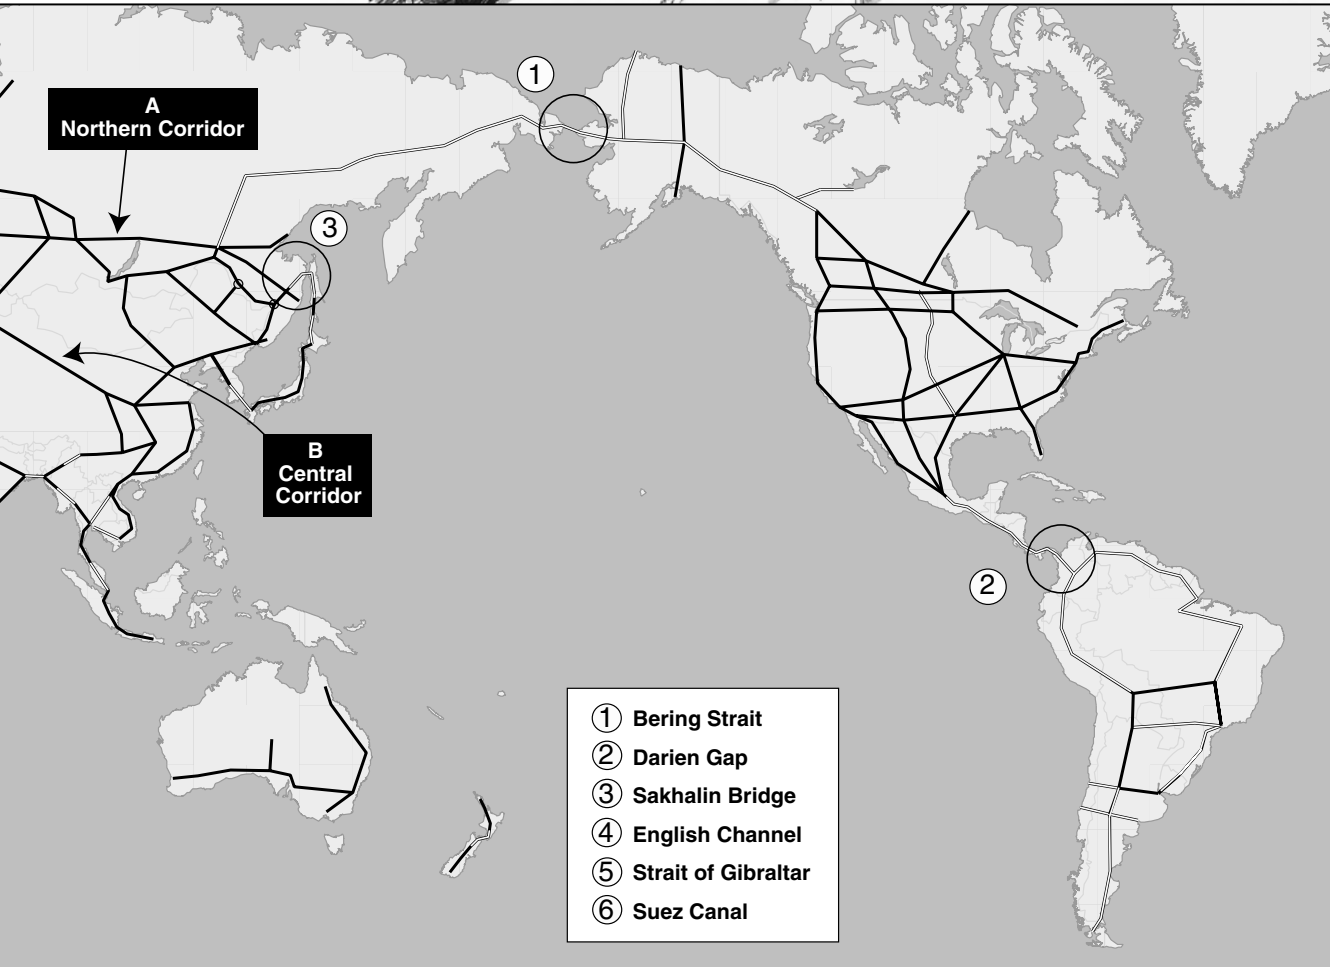 1
A
Northern Corridor
3
B
Central
Corridor
2
1 Bering Strait
2 Darien Gap
3 Sakhalin Bridge
4 English Channel
5 Strait of Gibraltar
6 Suez Canal